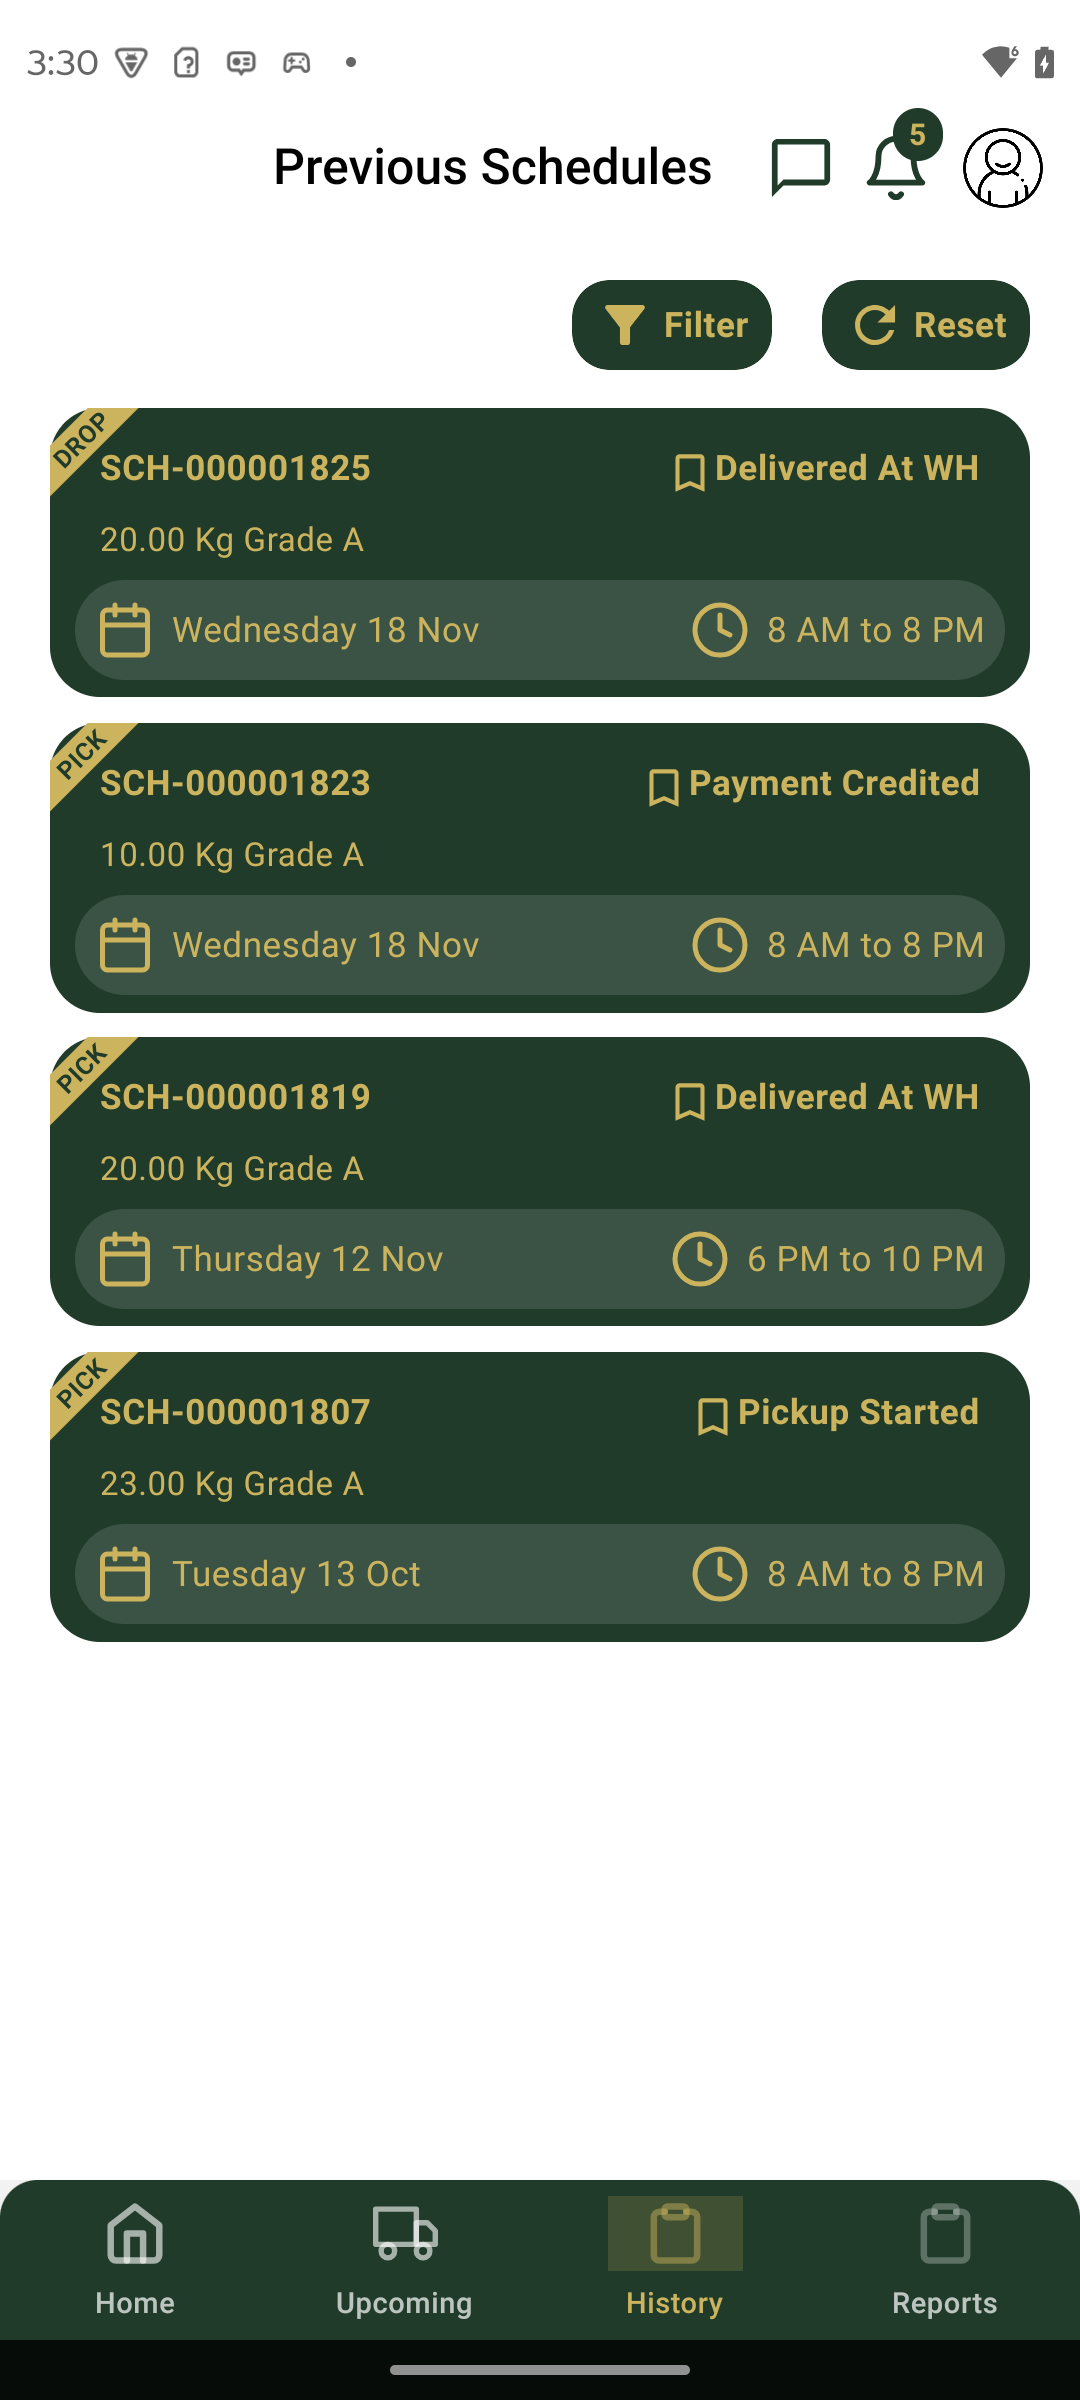 3:30
6
Previous Schedules
5
Filter
Reset
DROP
SCH-000001825
Delivered At WH
20.00 Kg Grade A
Wednesday 18 Nov
8 AM to 8 PM
PICK
SCH-000001823
Payment Credited
10.00 Kg Grade A
Wednesday 18 Nov
8 AM to 8 PM
PICK
SCH-000001819
Delivered At WH
20.00 Kg Grade A
Thursday 12 Nov
6 PM to 10 PM
PICK
SCH-000001807
Pickup Started
23.00 Kg Grade A
Tuesday 13 Oct
8 AM to 8 PM
Home
Upcoming
History
Reports